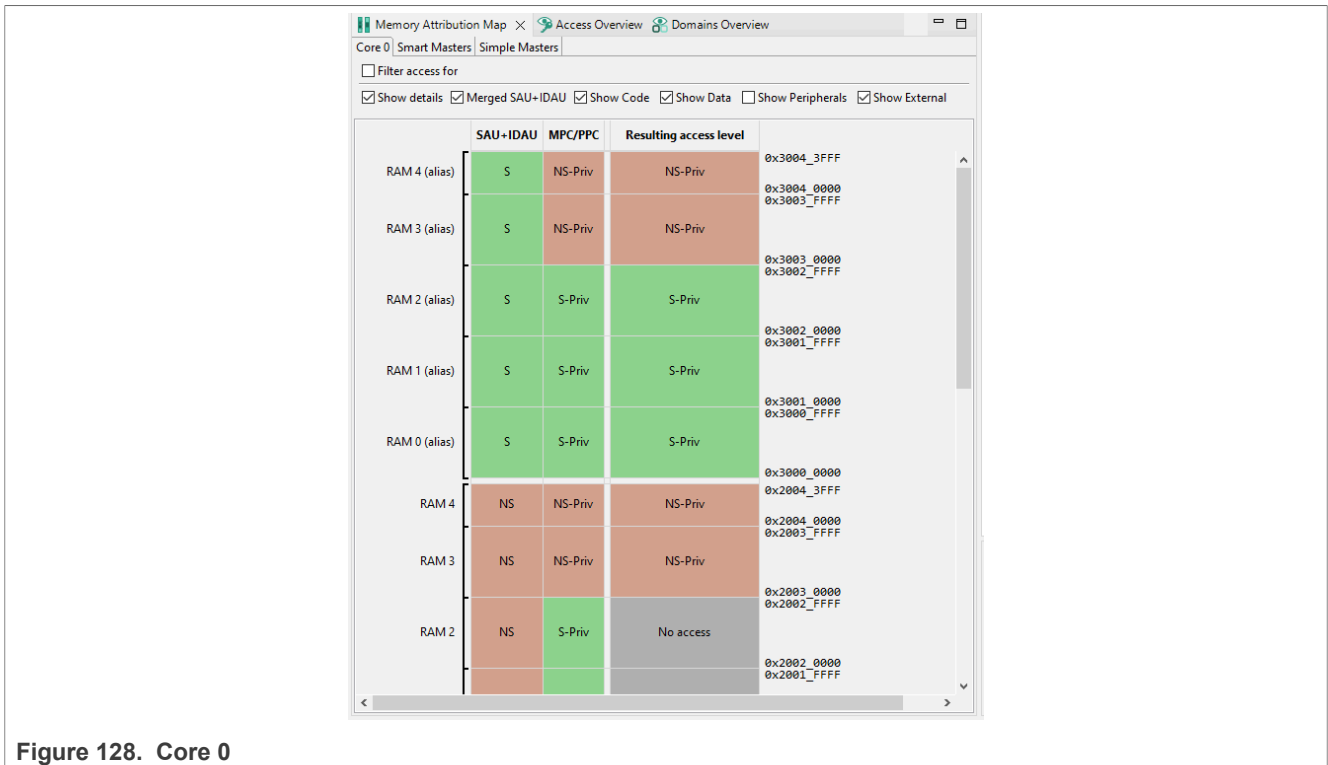 Memory Attribution Map Access Overview Domains Overview
Core 0 Smart Masters Simple Masters
Filter access for
Show details Merged SAU+IDAU Show Code Show Data Show Peripherals Show External
SAU+IDAU MPC/PPC Resulting access level
0x3004_3FFF
RAM 4 (alias) S NS-Priv NS-Priv
0x3004_0000
0x3003_FFFF
RAM 3 (alias) S NS-Priv NS-Priv
0x3003_0000
0x3002_FFFF
RAM 2 (alias) S S-Priv S-Priv
0x3002_0000
0x3001_FFFF
RAM 1 (alias) S S-Priv S-Priv
0x3001_0000
0x3000_FFFF
RAM 0 (alias) S S-Priv S-Priv
0x3000_0000
0x2004_3FFF
RAM 4 NS NS-Priv NS-Priv
0x2004_0000
0x2003_FFFF
RAM 3 NS NS-Priv NS-Priv
0x2003_0000
0x2002_FFFF
RAM 2 NS S-Priv No access
0x2002_0000
0x2001_FFFF
Figure 128. Core 0